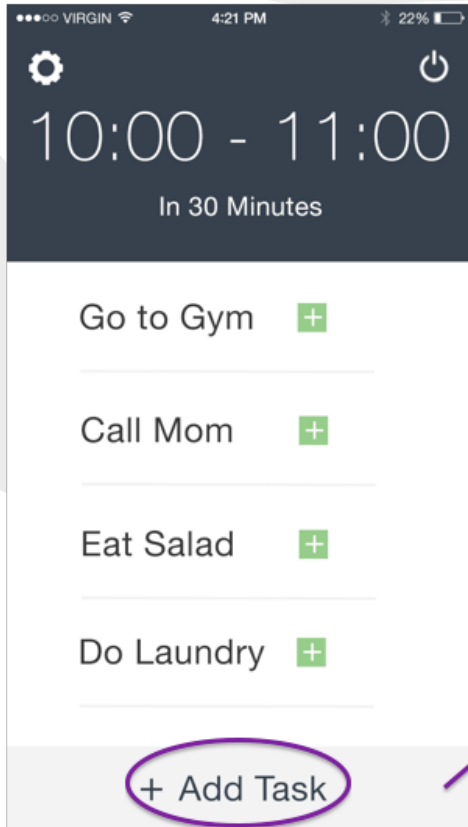 VIRGIN 4:21 PM 22%
10:00 - 11:00
In 30 Minutes
Go to Gym +
Call Mom +
Eat Salad +
Do Laundry +
+ Add Task